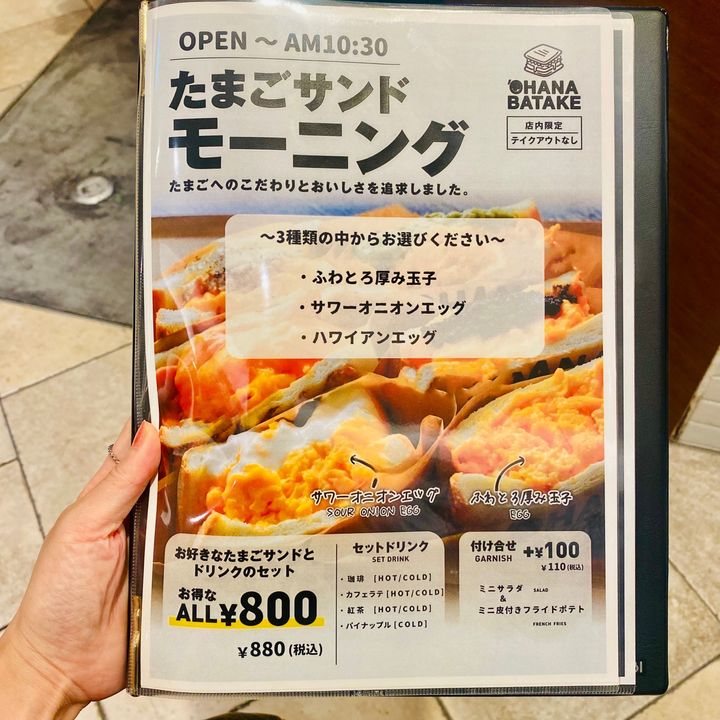 OPEN ～ AM10:30
たまごサンド
モーニング
たまごへのこだわりとおいしさを追求しました。
'OHANA
BATAKE
店内限定
テイクアウトなし
～3種類の中からお選びください～
・ふわとろ厚み玉子
・サワーオニオンエッグ
・ハワイアンエッグ
サワーオニオンエッグ
SOUR ONION EGG
ふわとろ厚み玉子
EGG
お好きなたまごサンドと
ドリンクのセット
お得な
ALL¥800
¥880(税込)
セットドリンク
SET DRINK
・珈琲 [HOT/COLD]
・カフェラテ [HOT/COLD]
・紅茶 [HOT/COLD]
・パイナップル [COLD]
付け合せ +¥100
GARNISH ¥110(税込)
ミニサラダ SALAD
&
ミニ皮付きフライドポテト
FRENCH FRIES